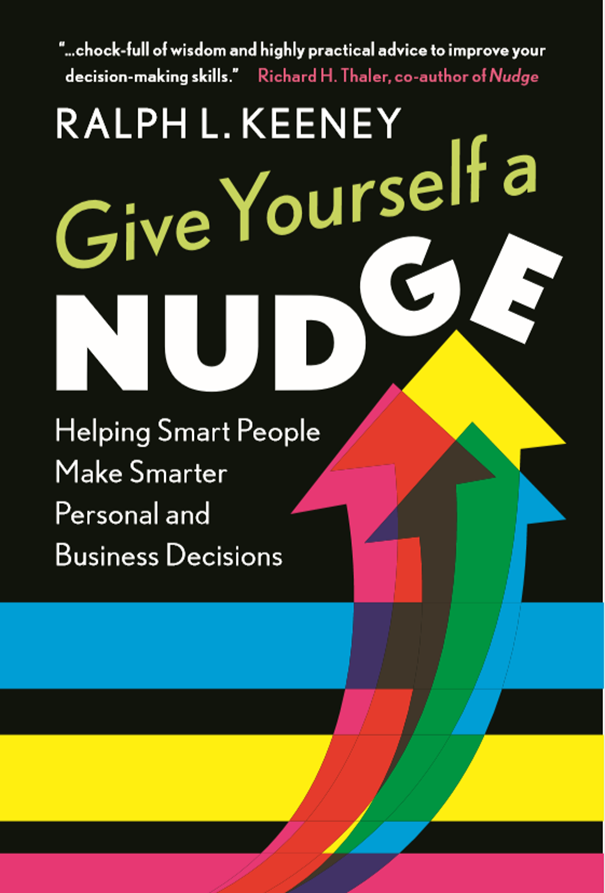 “...chock-full of wisdom and highly practical advice to improve your
decision-making skills.” Richard H. Thaler, co-author of Nudge
RALPH L. KEENEY
Give Yourself a
NUDGE
Helping Smart People
Make Smarter
Personal and
Business Decisions